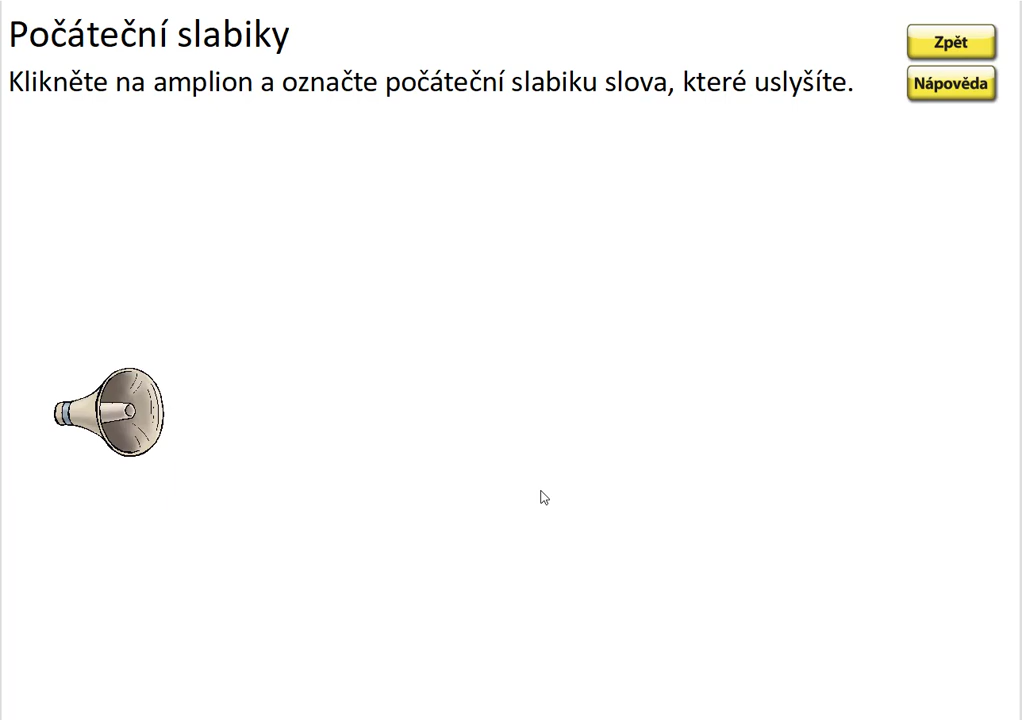 Počáteční slabiky
Zpět
Klikněte na amplion a označte počáteční slabiku slova, které uslyšíte.
Nápověda